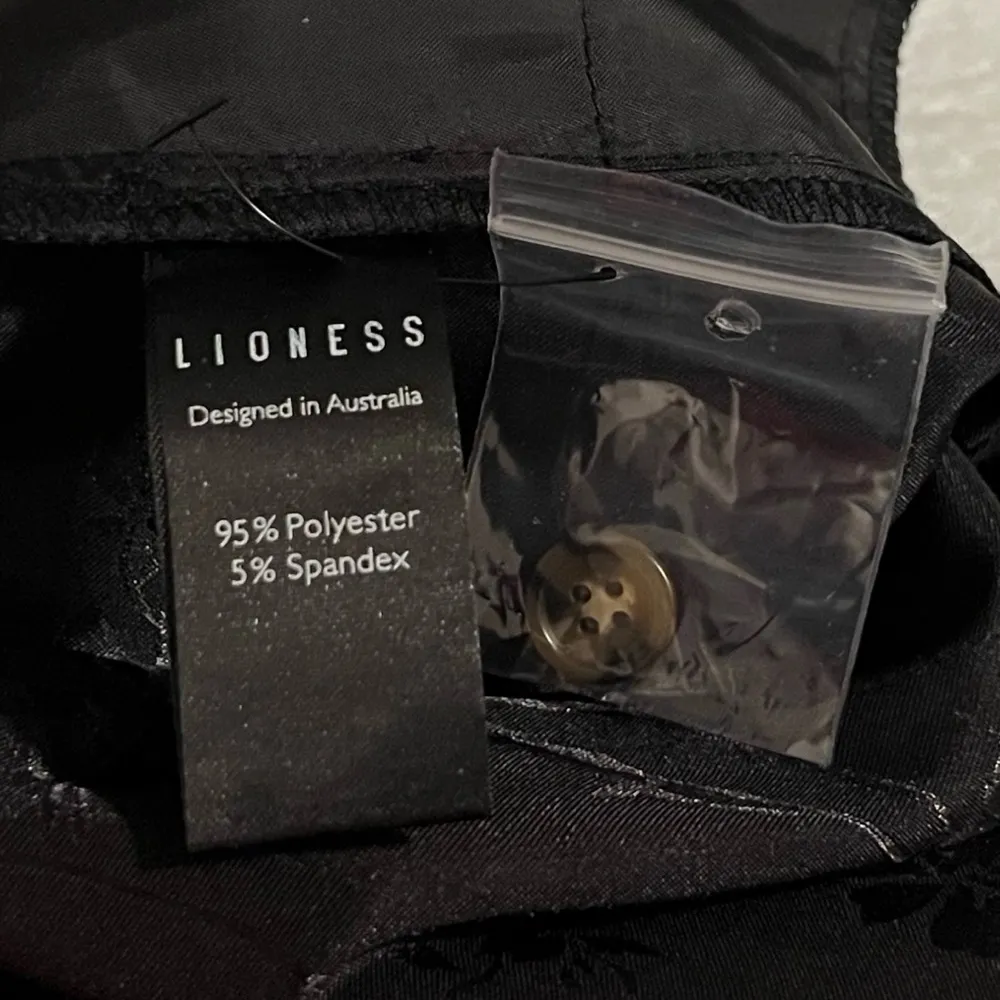 LIONESS
Designed in Australia
95% Polyester
5% Spandex